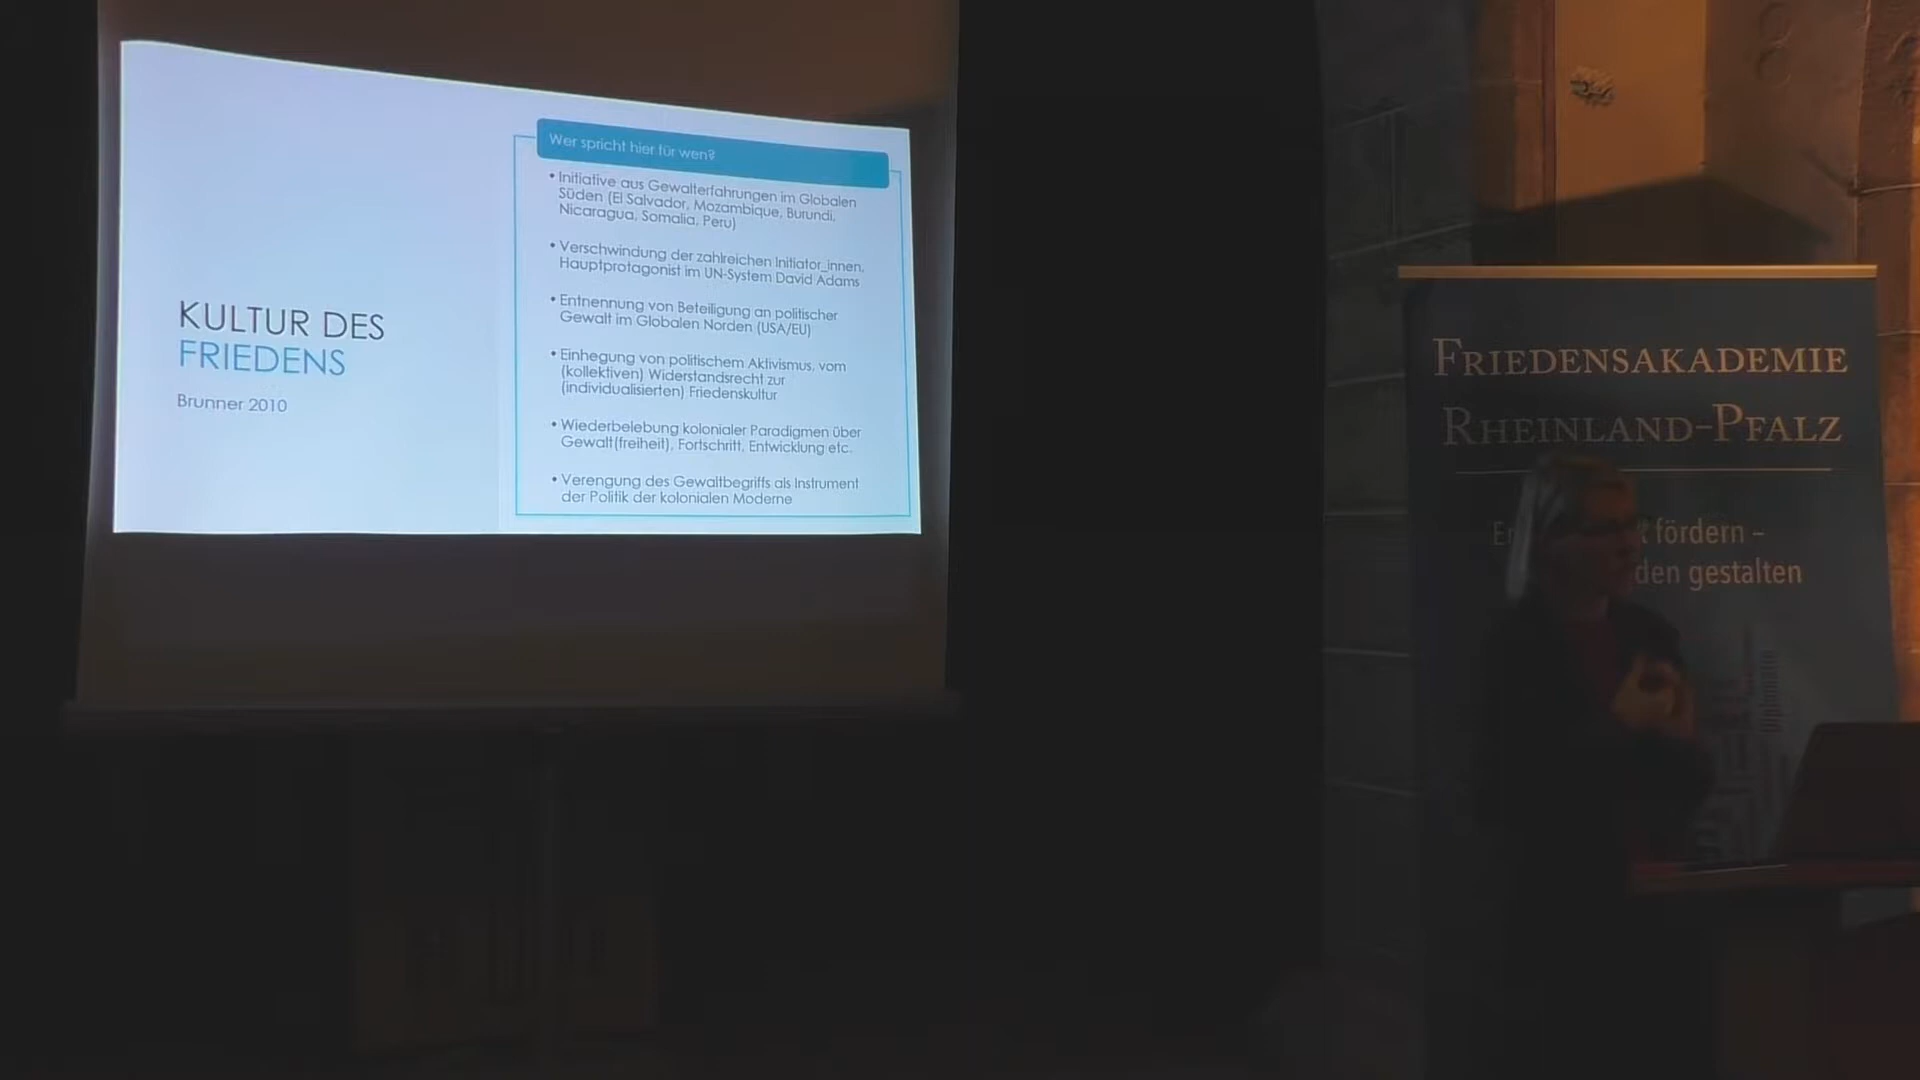 KULTUR DES
FRIEDENS
Brunner 2010
Wer spricht hier für wen?
• Initiative aus Gewalterfahrungen im Globalen
Süden (El Salvador, Mozambique, Burundi,
Nicaragua, Somalia, Peru)
• Verschwindung der zahlreichen Initiator_innen,
Hauptprotagonist im UN-System David Adams
• Entnennung von Beteiligung an politischer
Gewalt im Globalen Norden (USA/EU)
• Einhegung von politischem Aktivismus, vom
(kollektiven) Widerstandsrecht zur
(individualisierten) Friedenskultur
• Wiederbelebung kolonialer Paradigmen über
Gewalt(freiheit), Fortschritt, Entwicklung etc.
• Verengung des Gewaltbegriffs als Instrument
der Politik der kolonialen Moderne
FRIEDENSAKADEMIE
RHEINLAND-PFALZ
fördern –
gestalten